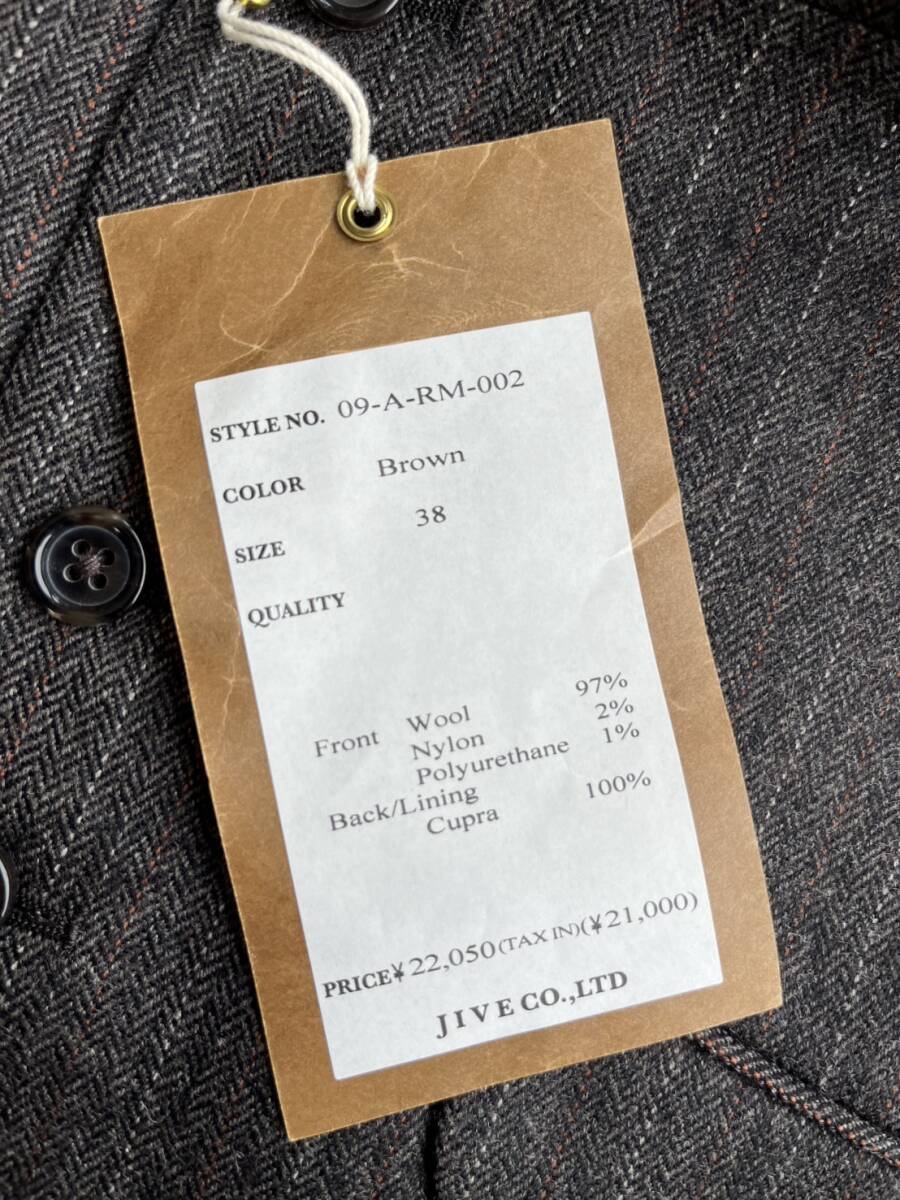 STYLE NO. 09-A-RM-002
COLOR Brown
SIZE 38
QUALITY
Front Wool 97%
Nylon 2%
Polyurethane 1%
Back/Lining
Cupra 100%
PRICE¥ 22,050(TAX IN)(¥21,000)
JIVE CO.,LTD